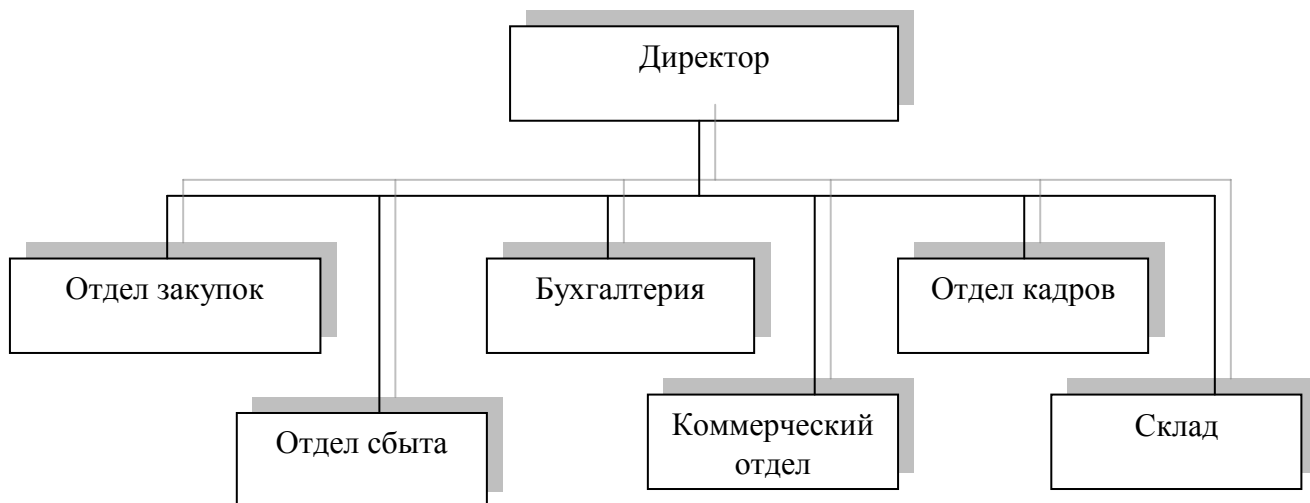 Директор
Отдел закупок
Бухгалтерия
Отдел кадров
Отдел сбыта
Коммерческий
отдел
Склад